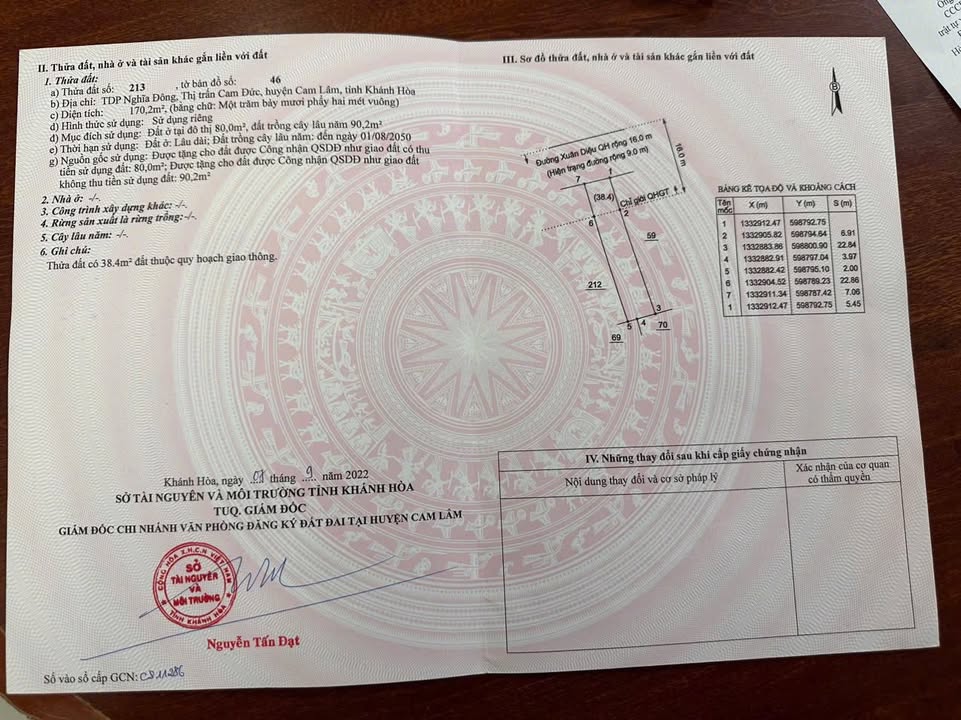 II. Thửa đất, nhà ở và tài sản khác gắn liền với đất
1. Thửa đất:
a) Thửa đất số: 213 , tờ bản đồ số: 46
b) Địa chỉ: TDP Nghĩa Đông, Thị trấn Cam Đức, huyện Cam Lâm, tỉnh Khánh Hòa
c) Diện tích: 170,2m², (bằng chữ: Một trăm bảy mươi phẩy hai mét vuông)
d) Hình thức sử dụng: Sử dụng riêng
đ) Mục đích sử dụng: Đất ở tại đô thị 80,0m², đất trồng cây lâu năm 90,2m²
e) Thời hạn sử dụng: Đất ở: Lâu dài; Đất trồng cây lâu năm: đến ngày 01/08/2050
g) Nguồn gốc sử dụng: Được tặng cho đất được Công nhận QSDĐ như giao đất có thu
tiền sử dụng đất: 80,0m²; Được tặng cho đất được Công nhận QSDĐ như giao đất
không thu tiền sử dụng đất: 90,2m²
2. Nhà ở: -/-
3. Công trình xây dựng khác: -/-
4. Rừng sản xuất là rừng trồng: -/-.
5. Cây lâu năm: -/-.
6. Ghi chú:
Thửa đất có 38.4m² đất thuộc quy hoạch giao thông.
Khánh Hòa, ngày 01 tháng 9 năm 2022
SỞ TÀI NGUYÊN VÀ MÔI TRƯỜNG TỈNH KHÁNH HÒA
TUQ. GIÁM ĐỐC
GIÁM ĐỐC CHI NHÁNH VĂN PHÒNG ĐĂNG KÝ ĐẤT ĐAI TẠI HUYỆN CAM LÂM
CỘNG HÒA X.H.C.N VIỆT NAM
SỞ
TÀI NGUYÊN
VÀ
MÔI TRƯỜNG
TỈNH KHÁNH HÒA
Nguyễn Tấn Đạt
Số vào sổ cấp GCN: CS11286
III. Sơ đồ thửa đất, nhà ở và tài sản khác gắn liền với đất
B
Đường Xuân Diệu QH rộng 16.0 m
(Hiện trạng đường rộng 9.0 m)
16.0 m
7 1
(38.4) Chỉ giới QHGT
6 2
59
212
3
5 4 70
69
BẢNG KÊ TỌA ĐỘ VÀ KHOẢNG CÁCH
Tên mốc X (m) Y (m) S (m)
1 1332912.47 598792.75
2 1332905.82 598794.64 6.91
3 1332883.86 598800.90 22.84
4 1332882.91 598797.04 3.97
5 1332882.42 598795.10 2.00
6 1332904.52 598789.23 22.86
7 1332911.34 598787.42 7.06
1 1332912.47 598792.75 5.45
IV. Những thay đổi sau khi cấp giấy chứng nhận
Nội dung thay đổi và cơ sở pháp lý
Xác nhận của cơ quan
có thẩm quyền